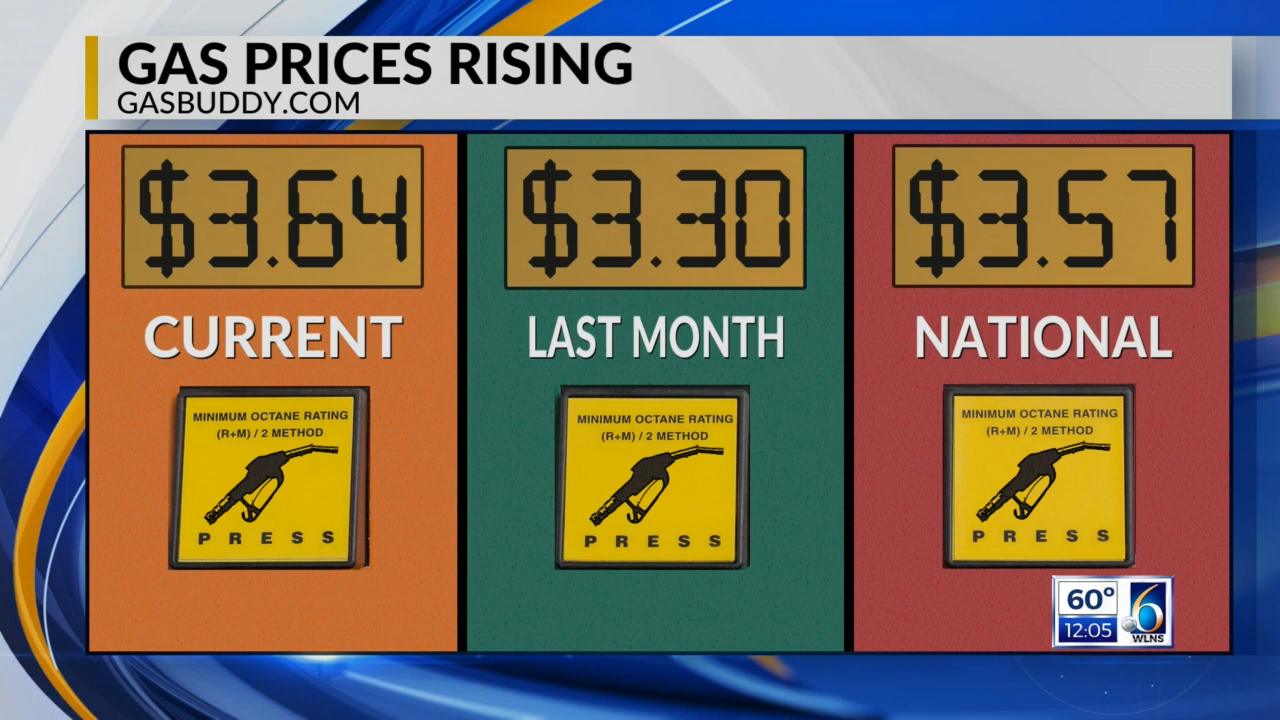 GAS PRICES RISING
GASBUDDY.COM
$3.64
CURRENT
MINIMUM OCTANE RATING
(R+M) / 2 METHOD
PRESS
$3.30
LAST MONTH
MINIMUM OCTANE RATING
(R+M) / 2 METHOD
PRESS
$3.57
NATIONAL
MINIMUM OCTANE RATING
(R+M) / 2 METHOD
PRESS
60°
12:05
6
WLNS